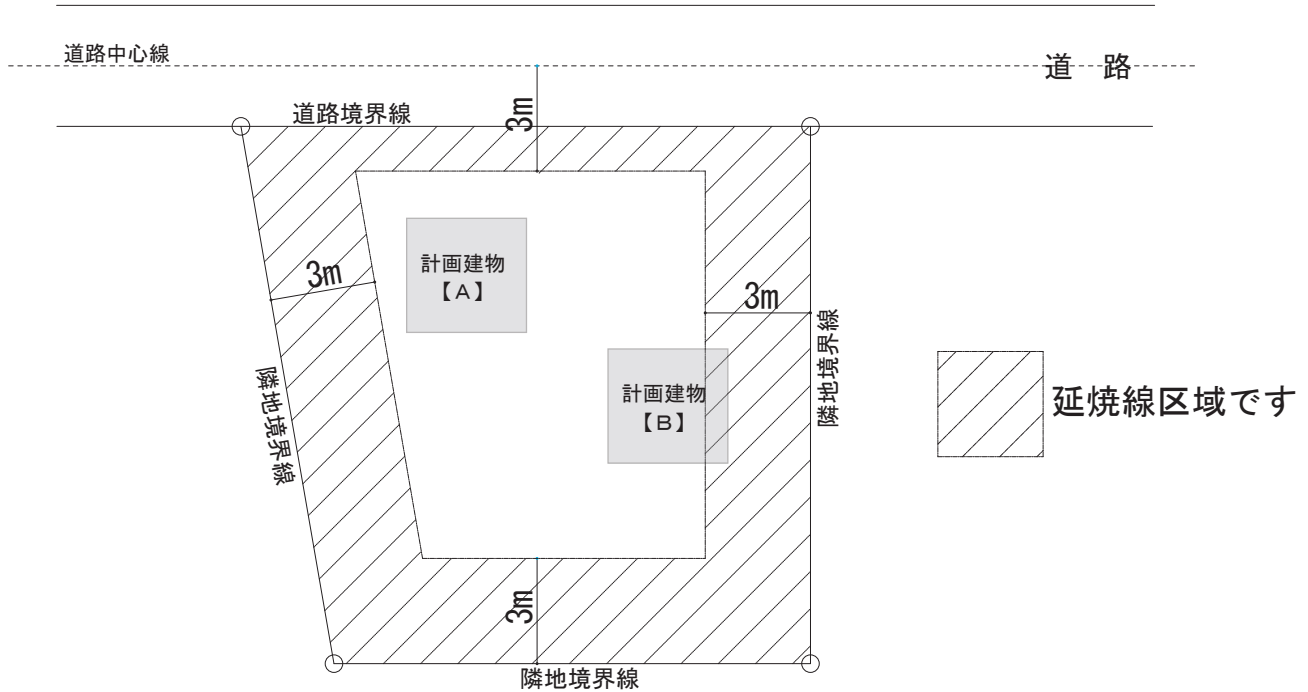 道路中心線
道 路
道路境界線
3m
計画建物
【A】
3m
3m
隣地境界線
隣地境界線
計画建物
【B】
延焼線区域です
3m
隣地境界線